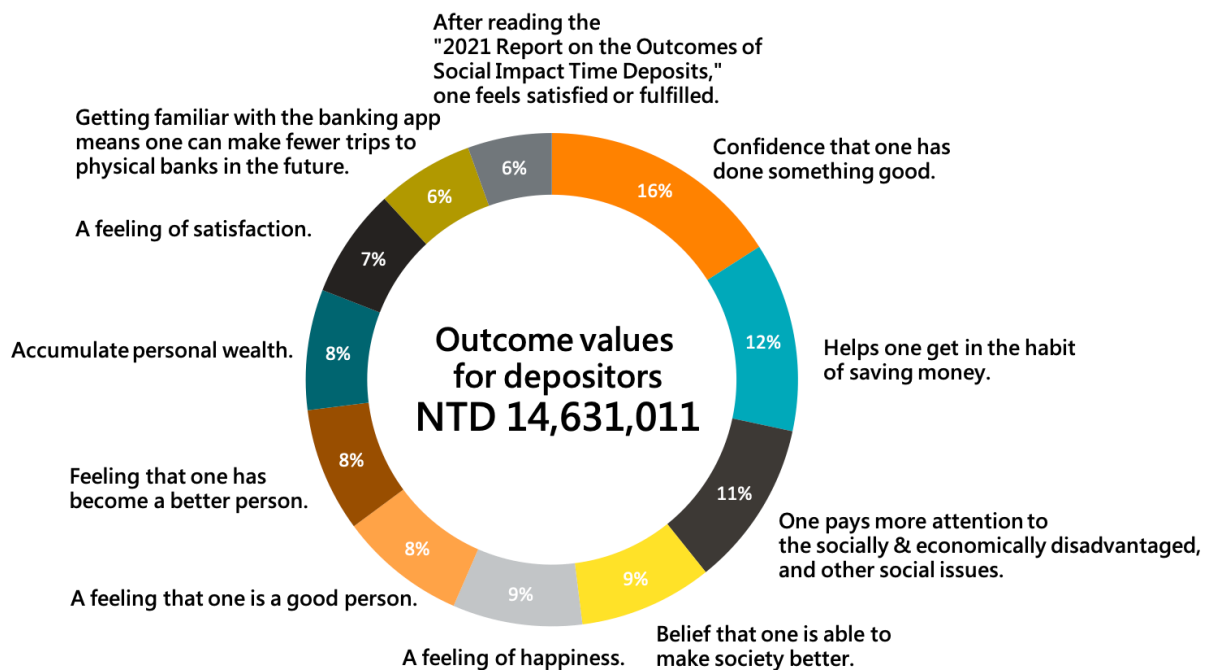 After reading the
"2021 Report on the Outcomes of
Social Impact Time Deposits,"
one feels satisfied or fulfilled.
Getting familiar with the banking app
means one can make fewer trips to
physical banks in the future.
Confidence that one has
done something good.
6%
16%
6%
A feeling of satisfaction.
7%
Outcome values
for depositors
NTD 14,631,011
12%
Helps one get in the habit
of saving money.
Accumulate personal wealth.
8%
Feeling that one has
become a better person.
8%
11%
One pays more attention to
the socially & economically disadvantaged,
and other social issues.
8%
A feeling that one is a good person.
9%
9%
A feeling of happiness.
Belief that one is able to
make society better.